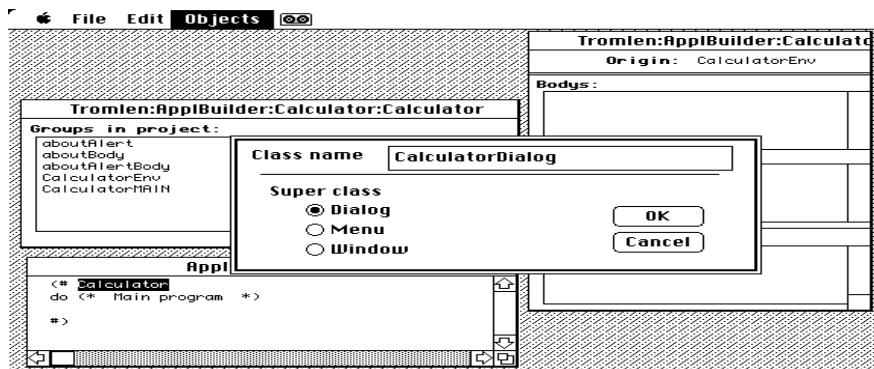 File Edit Objects
Tromlen:ApplBuilder:Calculato
Origin: CalculatorEnv
Bodys:
Tromlen:ApplBuilder:Calculator:Calculator
Groups in project:
aboutAlert
aboutBody
aboutAlertBody
CalculatorEnv
CalculatorMAIN
Class name CalculatorDialog
Super class
Dialog
Menu
Window
OK
Cancel
Appl
(# Calculator
do (* Main program *)
#)